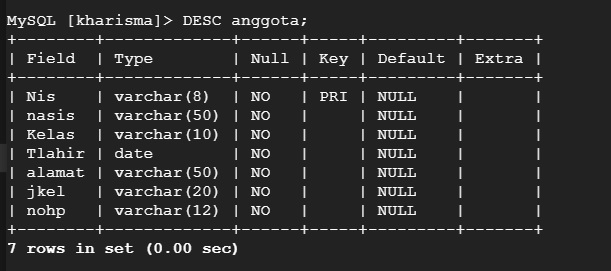 MySQL [kharisma]> DESC anggota;
+---------+-------------+------+-----+---------+-------+
| Field   | Type        | Null | Key | Default | Extra |
+---------+-------------+------+-----+---------+-------+
| Nis     | varchar(8)  | NO   | PRI | NULL    |       |
| nasis   | varchar(50) | NO   |     | NULL    |       |
| Kelas   | varchar(10) | NO   |     | NULL    |       |
| Tlahir  | date        | NO   |     | NULL    |       |
| alamat  | varchar(50) | NO   |     | NULL    |       |
| jkel    | varchar(20) | NO   |     | NULL    |       |
| nohp    | varchar(12) | NO   |     | NULL    |       |
+---------+-------------+------+-----+---------+-------+
7 rows in set (0.00 sec)